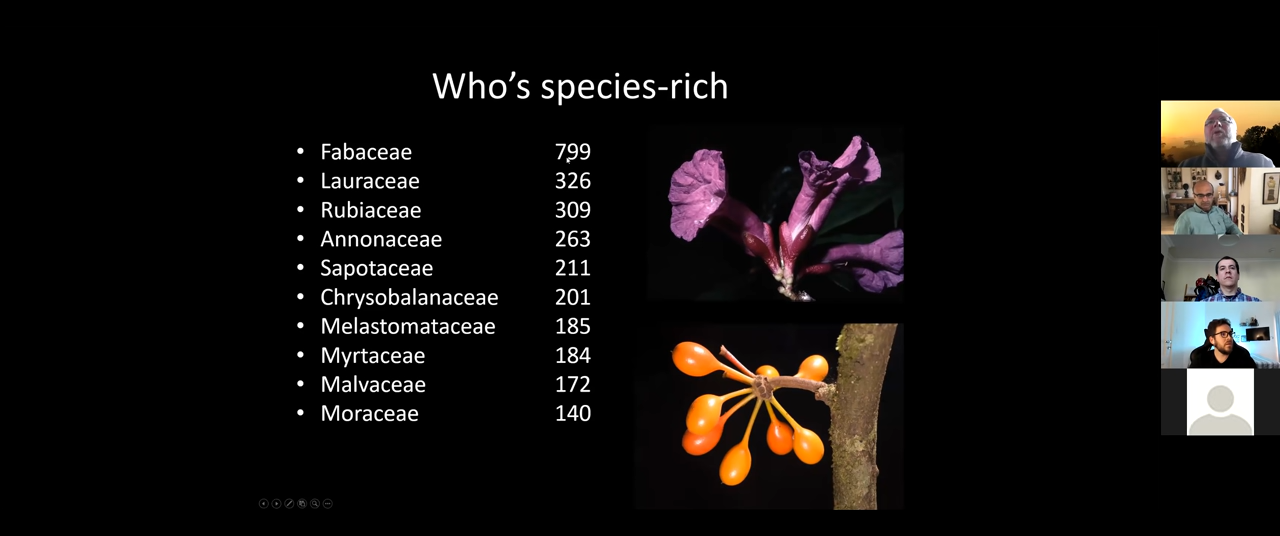 Who's species-rich
• Fabaceae 799
• Lauraceae 326
• Rubiaceae 309
• Annonaceae 263
• Sapotaceae 211
• Chrysobalanaceae 201
• Melastomataceae 185
• Myrtaceae 184
• Malvaceae 172
• Moraceae 140